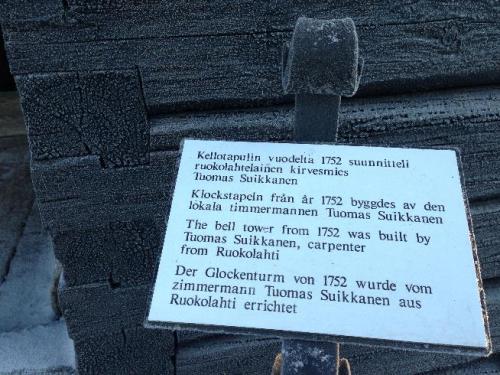 Kellotapulin vuodelta 1752 suunnitteli
ruokolahtelainen kirvesmies
Tuomas Suikkanen
Klockstapeln från år 1752 byggdes av den
lokala timmermannen Tuomas Suikkanen
The bell tower from 1752 was built by
Tuomas Suikkanen, carpenter
from Ruokolahti
Der Glockenturm von 1752 wurde vom
zimmermann Tuomas Suikkanen aus
Ruokolahti errichtet